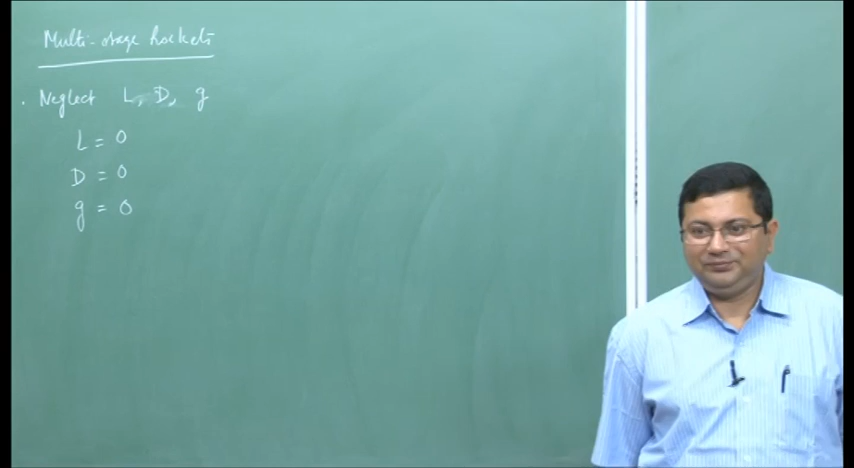 Multi-stage Rockets
. Neglect L, D, g
L = 0
D = 0
g = 0